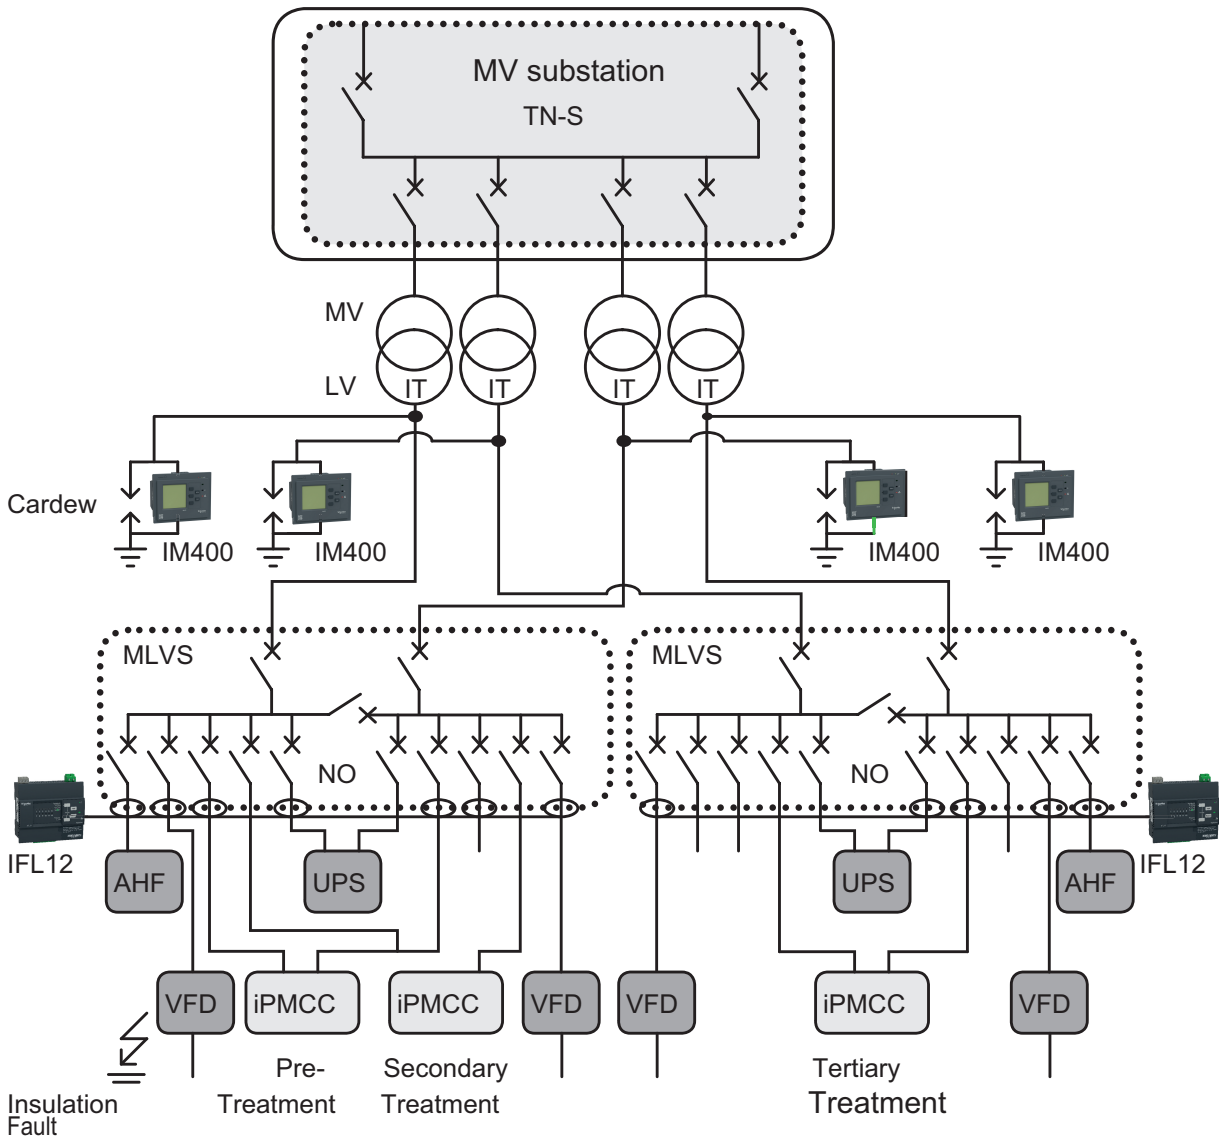 MV substation
TN-S
MV
LV
IT IT IT IT
Cardew
IM400 IM400 IM400 IM400
MLVS MLVS
NO NO
IFL12 IFL12
AHF UPS UPS AHF
VFD iPMCC iPMCC VFD VFD iPMCC VFD
Pre-
Treatment
Secondary
Treatment
Tertiary
Treatment
Insulation
Fault